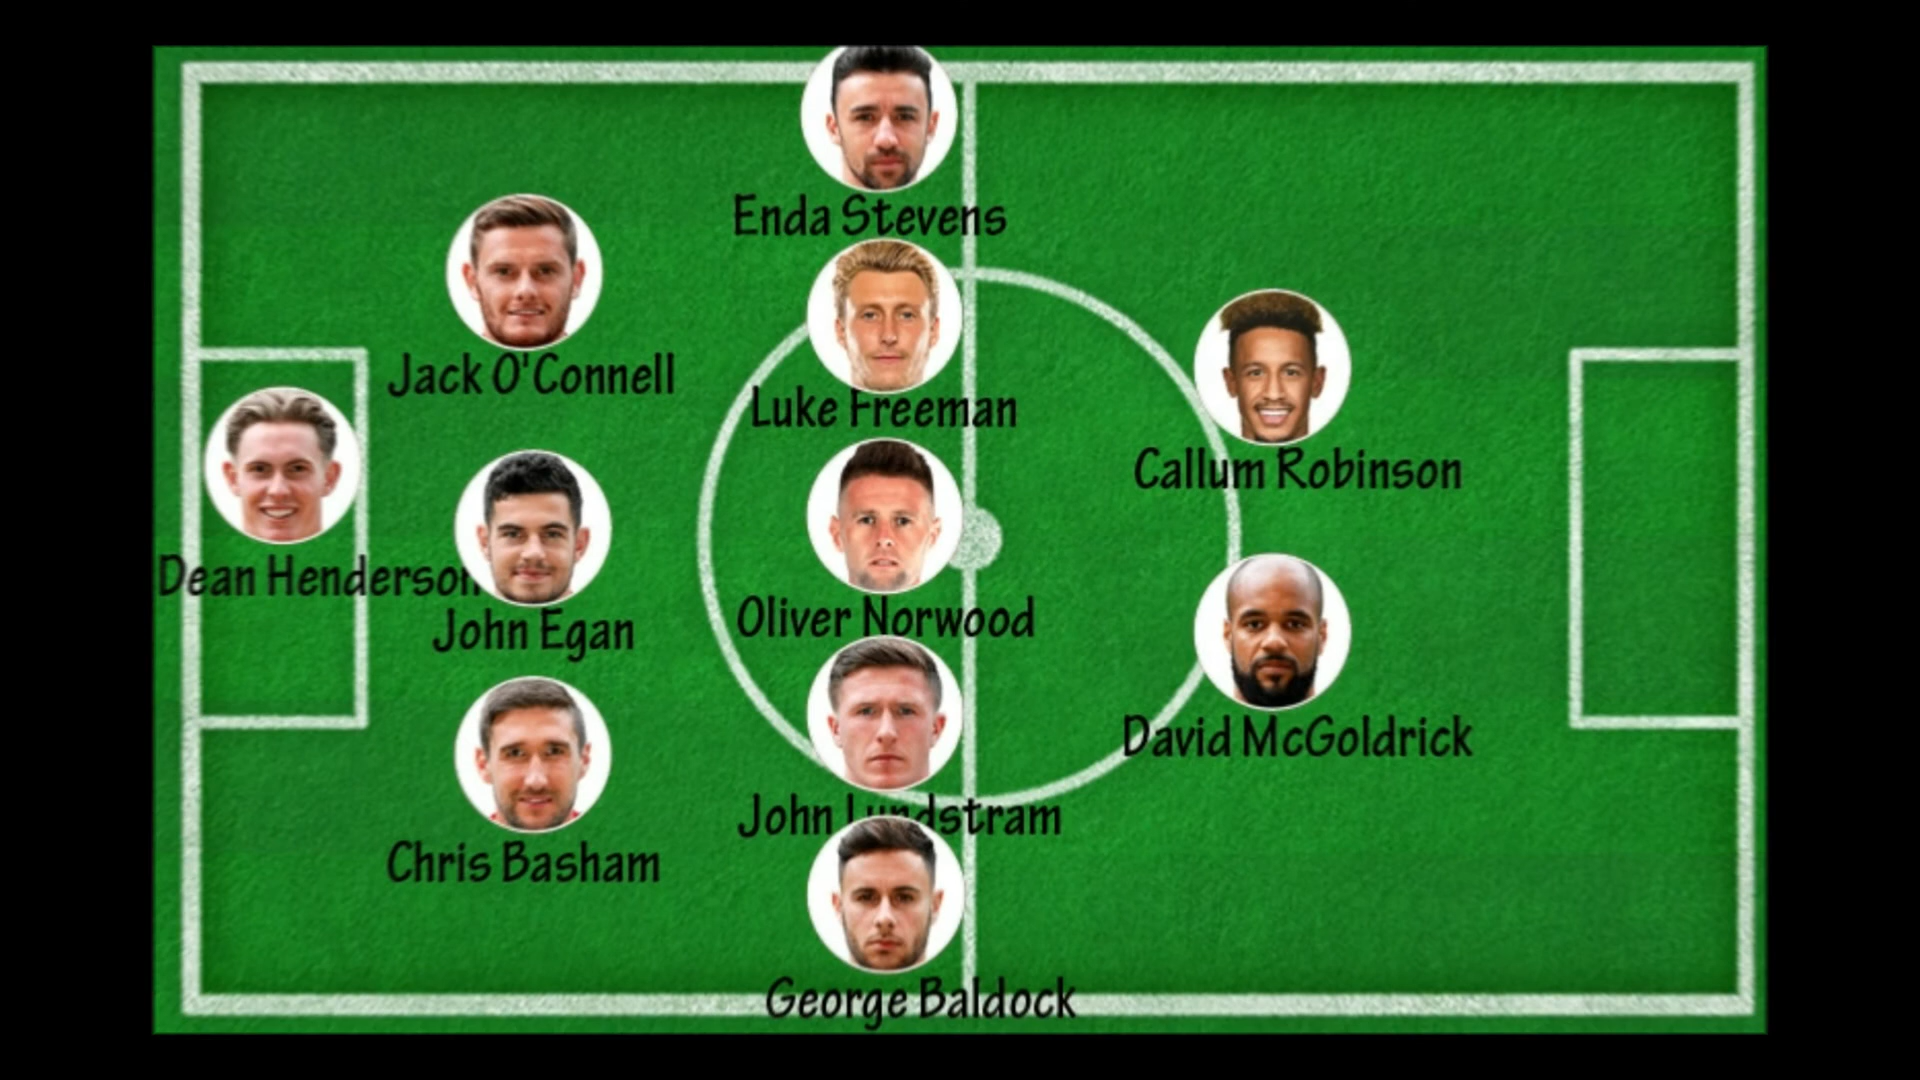 Enda Stevens
Jack O'Connell
Luke Freeman
Callum Robinson
Dean Henderson
John Egan
Oliver Norwood
David McGoldrick
John Lundstram
Chris Basham
George Baldock